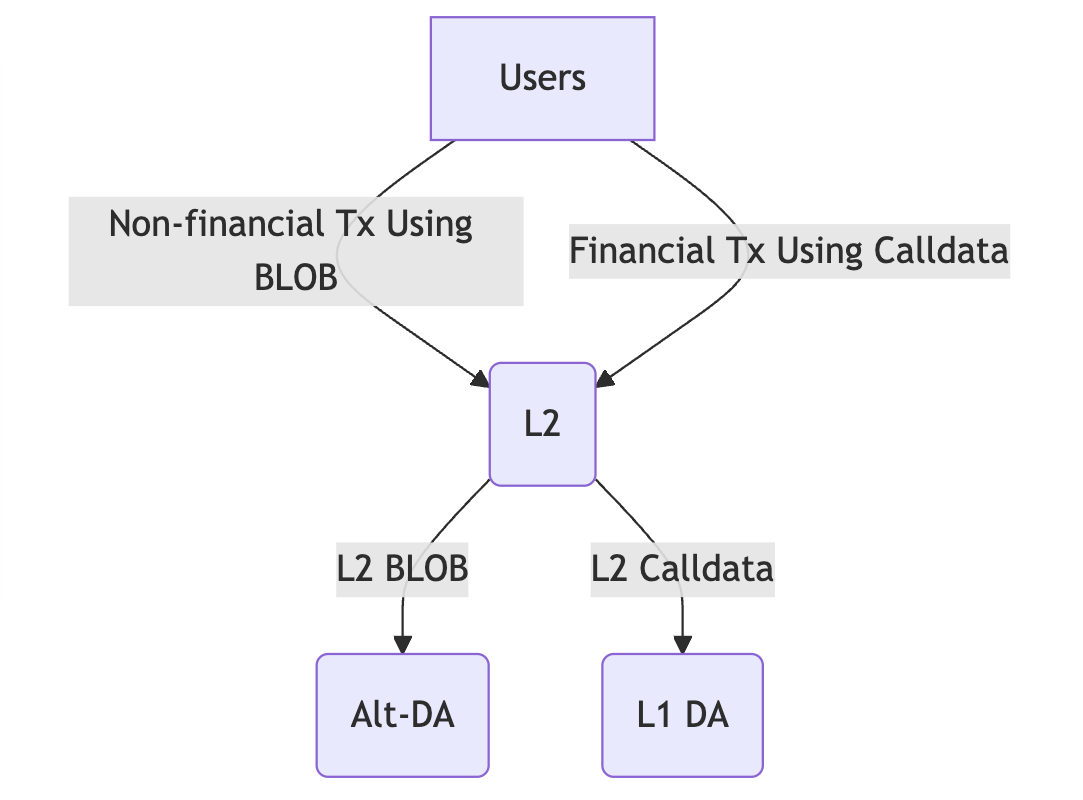 Users
Non-financial Tx Using
BLOB
Financial Tx Using Calldata
L2
L2 BLOB
L2 Calldata
Alt-DA
L1 DA